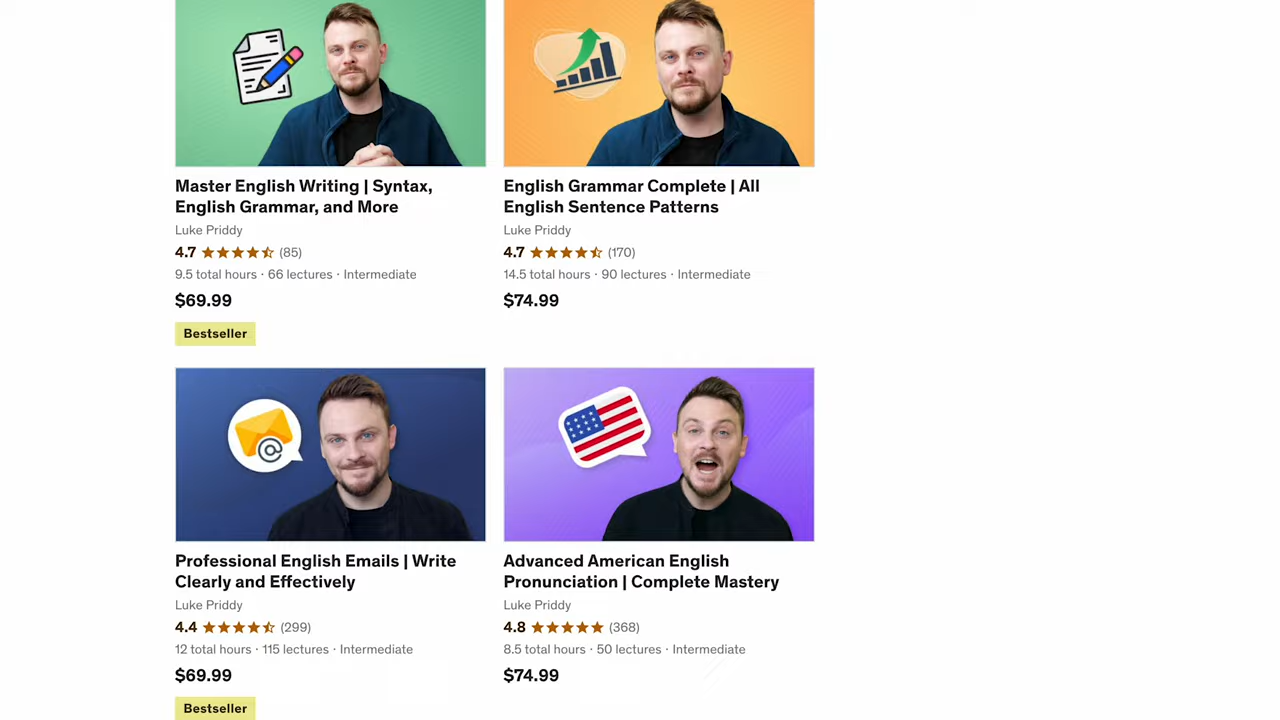 Master English Writing | Syntax,
English Grammar, and More
Luke Priddy
4.7 (85)
9.5 total hours · 66 lectures · Intermediate
$69.99
Bestseller
English Grammar Complete | All
English Sentence Patterns
Luke Priddy
4.7 (170)
14.5 total hours · 90 lectures · Intermediate
$74.99
Professional English Emails | Write
Clearly and Effectively
Luke Priddy
4.4 (299)
12 total hours · 115 lectures · Intermediate
$69.99
Bestseller
Advanced American English
Pronunciation | Complete Mastery
Luke Priddy
4.8 (368)
8.5 total hours · 50 lectures · Intermediate
$74.99